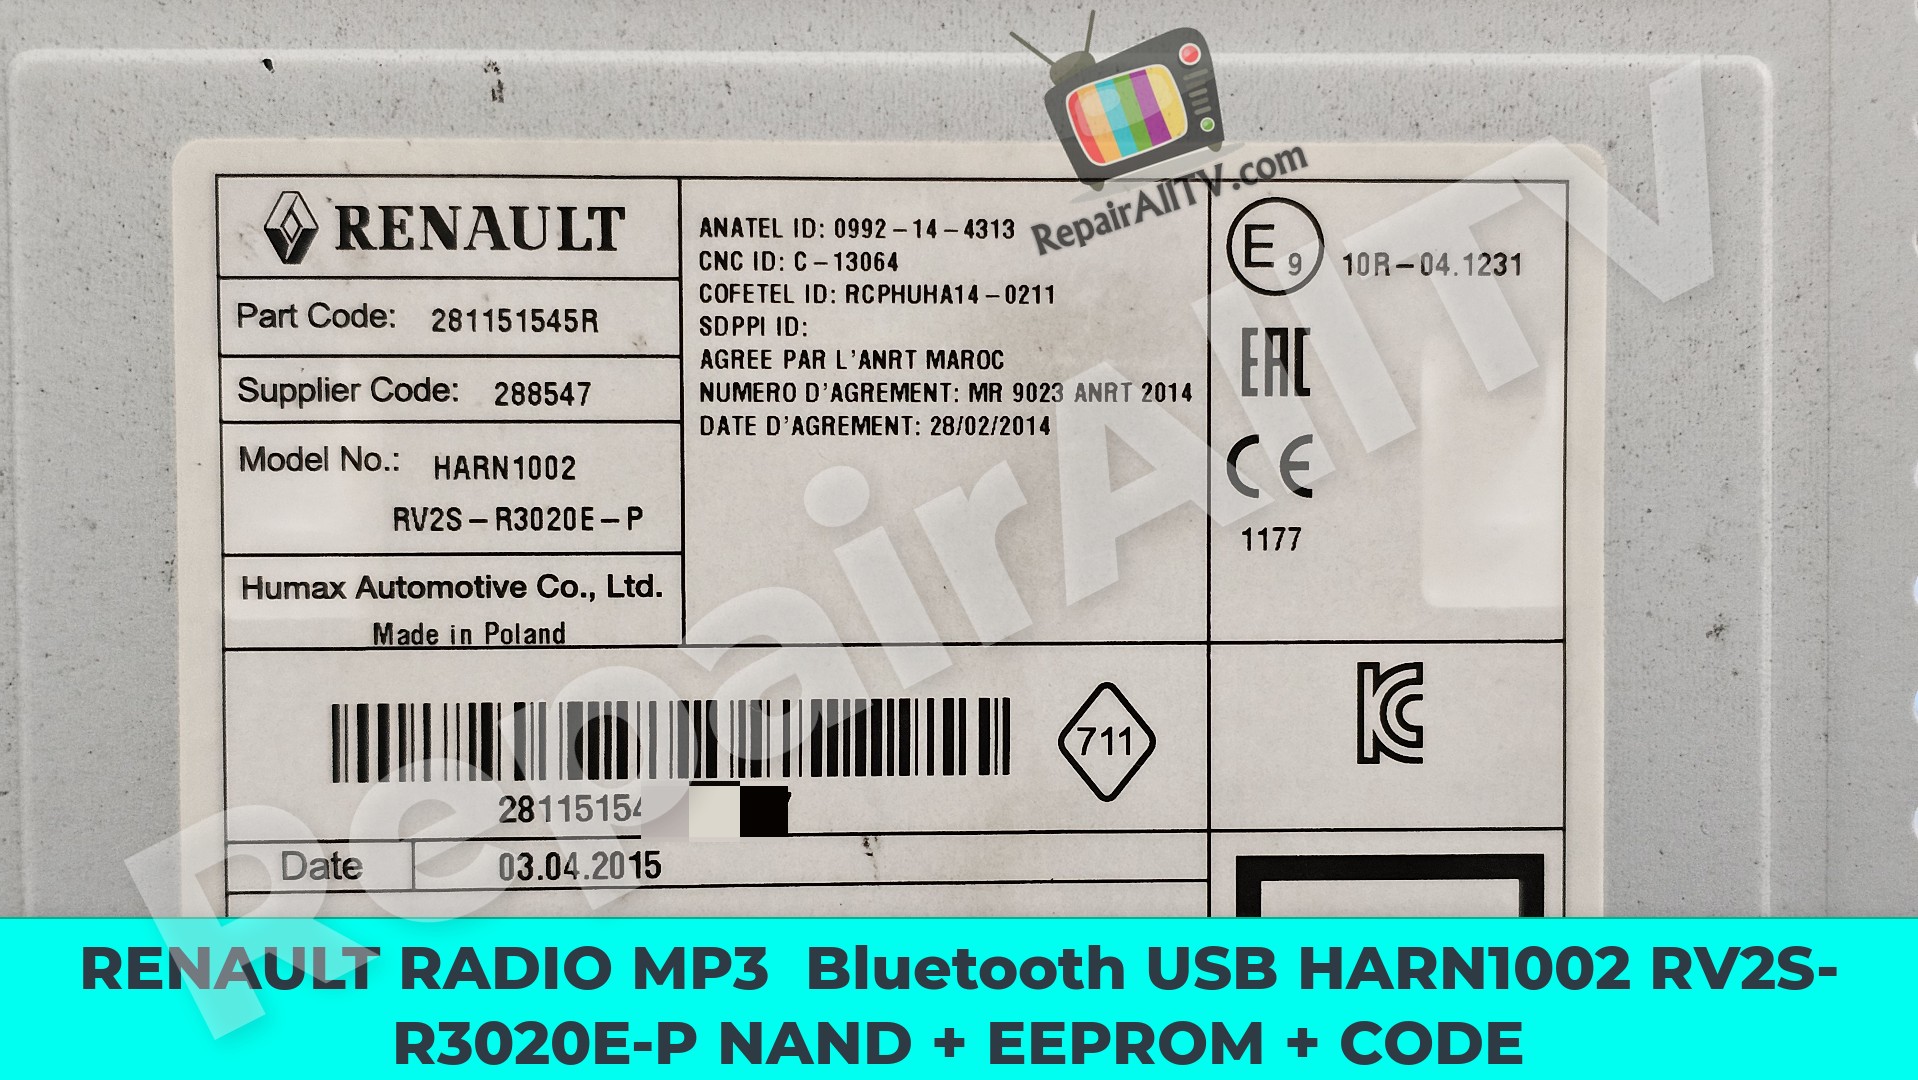 RepairAllTV.com
RENAULT
Part Code: 281151545R
Supplier Code: 288547
Model No.: HARN1002
RV2S-R3020E-P
Humax Automotive Co., Ltd.
Made in Poland
ANATEL ID: 0992-14-4313
CNC ID: C-13064
COFETEL ID: RCPHUHA14-0211
SDPPI ID:
AGREE PAR L'ANRT MAROC
NUMERO D'AGREMENT: MR 9023 ANRT 2014
DATE D'AGREMENT: 28/02/2014
E 9 10R-04.1231
EAC
CE
1177
28115154
711
KC
Date 03.04.2015
RepairAllTV
RENAULT RADIO MP3 Bluetooth USB HARN1002 RV2S-
R3020E-P NAND + EEPROM + CODE